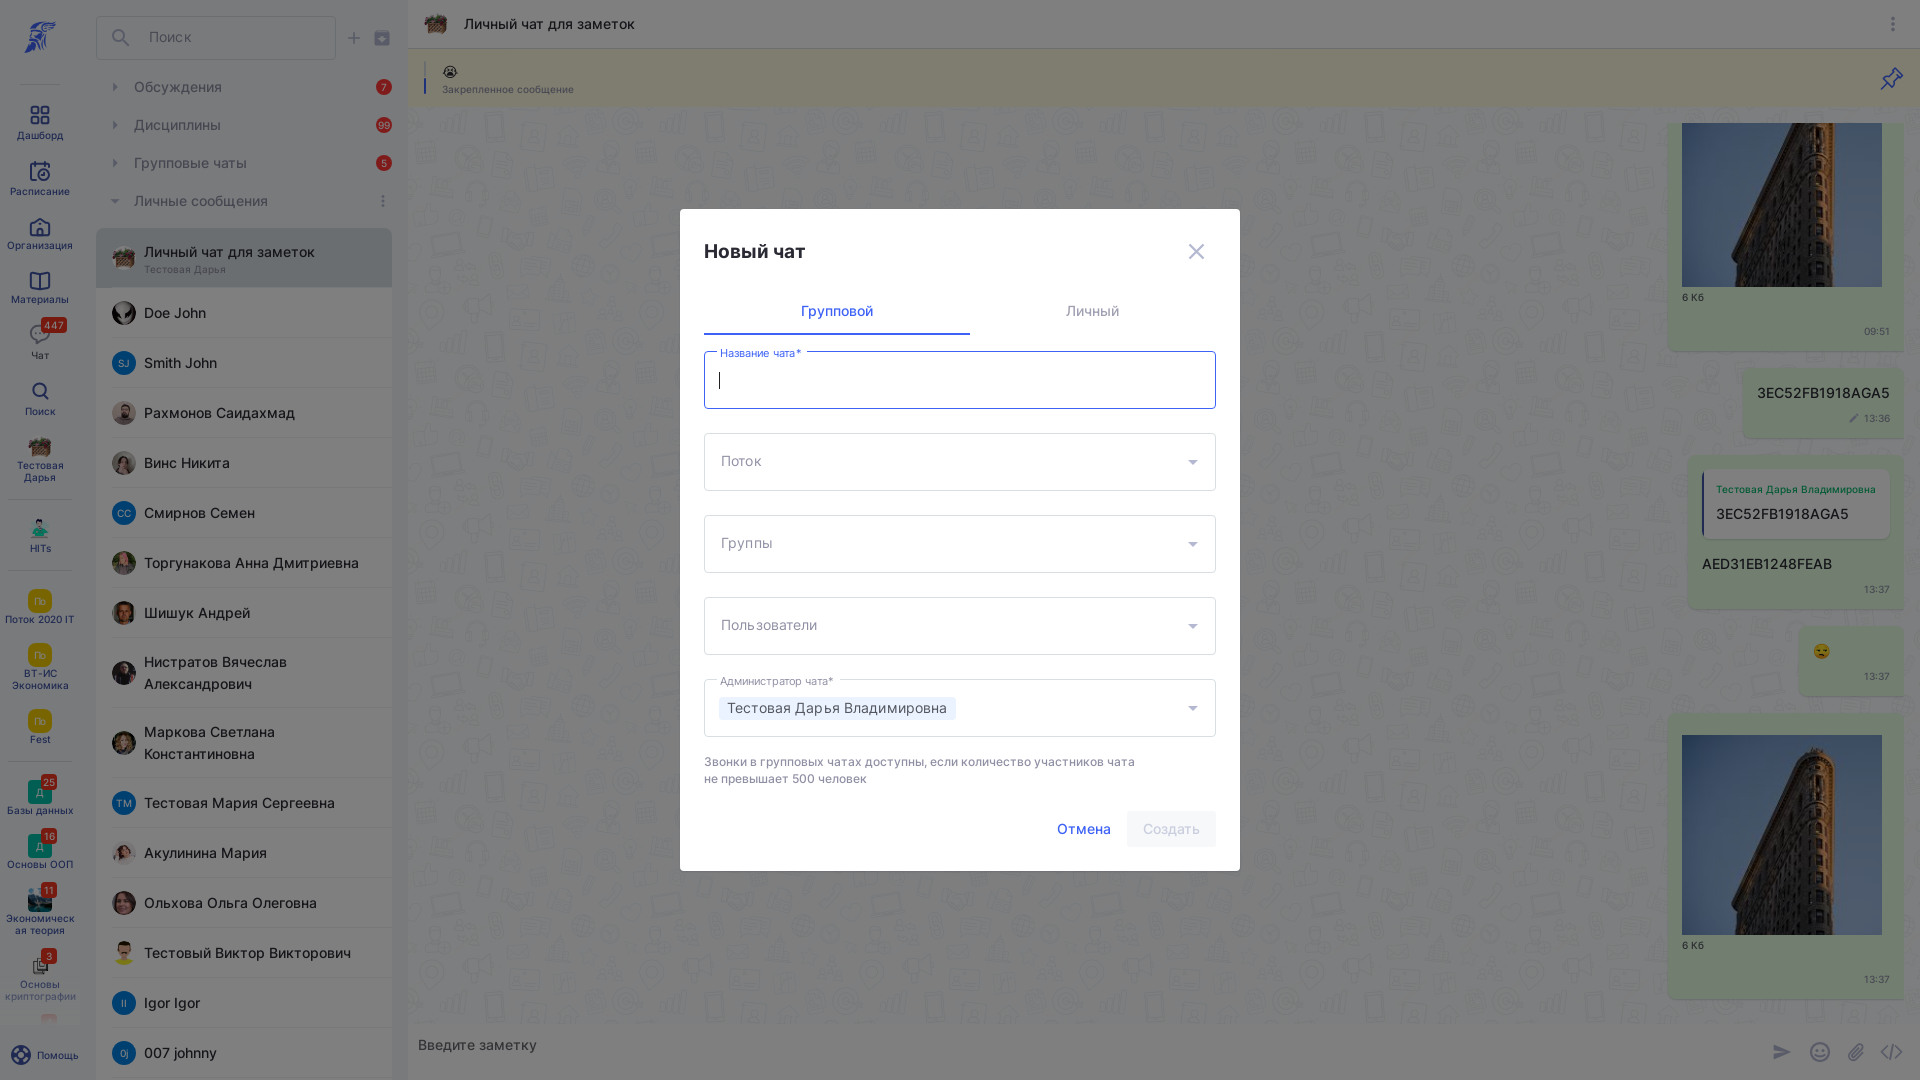 Дашборд
Расписание
Организация
Материалы
447
Чат
Поиск
Тестовая
Дарья
HITs
По
Поток 2020 IT
По
ВТ-ИС
Экономика
По
Fest
25
Д
Базы данных
16
Д
Основы ООП
11
Экономическ
ая теория
3
Основы
криптографии
Помощь
Поиск
Обсуждения
7
Дисциплины
99
Групповые чаты
5
Личные сообщения
Личный чат для заметок
Тестовая Дарья
Doe John
SJ
Smith John
Рахмонов Саидахмад
Винс Никита
СС
Смирнов Семен
Торгунакова Анна Дмитриевна
Шишук Андрей
Нистратов Вячеслав
Александрович
Маркова Светлана
Константиновна
ТМ
Тестовая Мария Сергеевна
Акулинина Мария
Ольхова Ольга Олеговна
Тестовый Виктор Викторович
II
Igor Igor
0j
007 johnny
Личный чат для заметок
Закрепленное сообщение
6 Кб
09:51
3EC52FB1918AGA5
13:36
Тестовая Дарья Владимировна
3EC52FB1918AGA5
AED31EB1248FEAB
13:37
13:37
6 Кб
13:37
Введите заметку
Новый чат
Групповой
Личный
Название чата*
Поток
Группы
Пользователи
Администратор чата*
Тестовая Дарья Владимировна
Звонки в групповых чатах доступны, если количество участников чата
не превышает 500 человек
Отмена
Создать